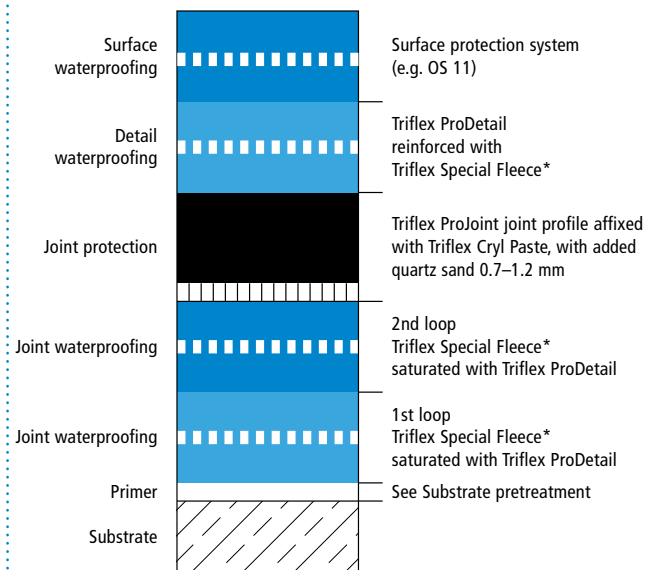 Surface
waterproofing
Surface protection system
(e.g. OS 11)
Detail
waterproofing
Triflex ProDetail
reinforced with
Triflex Special Fleece*
Joint protection
Triflex ProJoint joint profile affixed
with Triflex Cryl Paste, with added
quartz sand 0.7–1.2 mm
Joint waterproofing
2nd loop
Triflex Special Fleece*
saturated with Triflex ProDetail
Joint waterproofing
1st loop
Triflex Special Fleece*
saturated with Triflex ProDetail
Primer
See Substrate pretreatment
Substrate